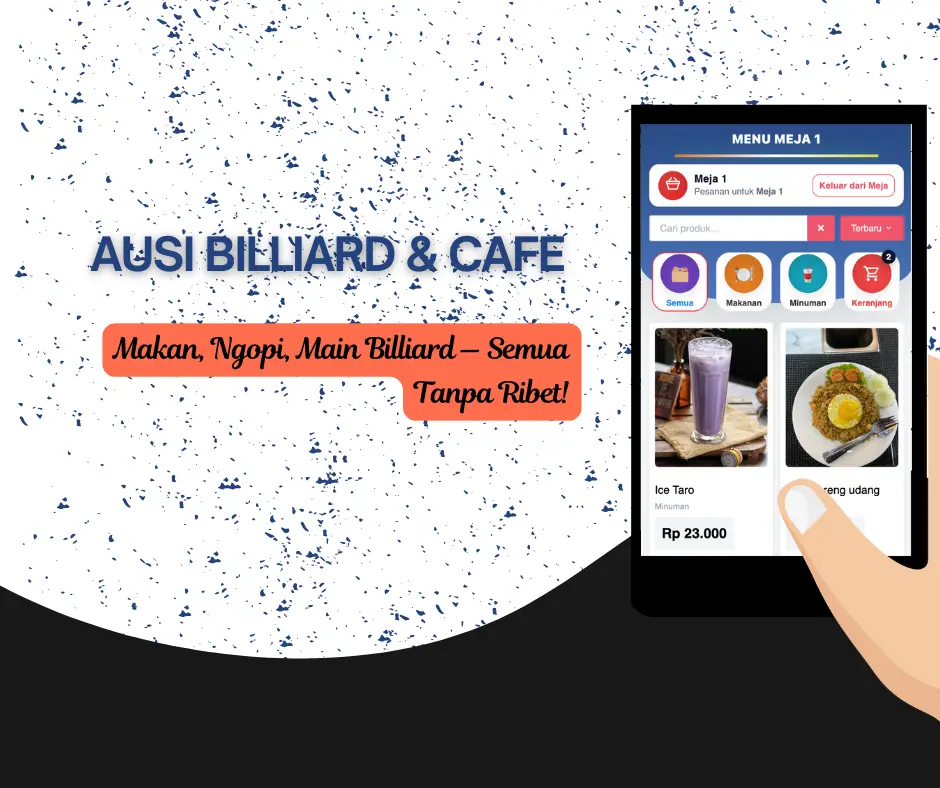 AUSI BILLIARD & CAFE
Makan, Ngopi, Main Billiard – Semua
Tanpa Ribet!
MENU MEJA 1
Meja 1
Pesanan untuk Meja 1
Keluar dari Meja
Cari produk...
×
Terbaru
2
Semua
Makanan
Minuman
Keranjang
Ice Taro
Minuman
Rp 23.000
udang